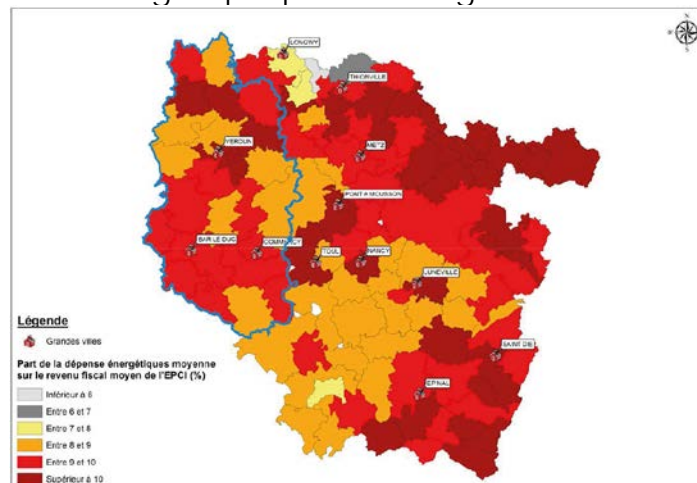 LONGWY
THIONVILLE
VERDUN
METZ
PONT A MOUSSON
BAR LE DUC
COMMERCY
TOUL
NANCY
LUNEVILLE
SAINT DIE
EPINAL
Légende
Grandes villes
Part de la dépense énergétiques moyenne
sur le revenu fiscal moyen de l'EPCI (%)
Inférieur à 6
Entre 6 et 7
Entre 7 et 8
Entre 8 et 9
Entre 9 et 10
Supérieur à 10